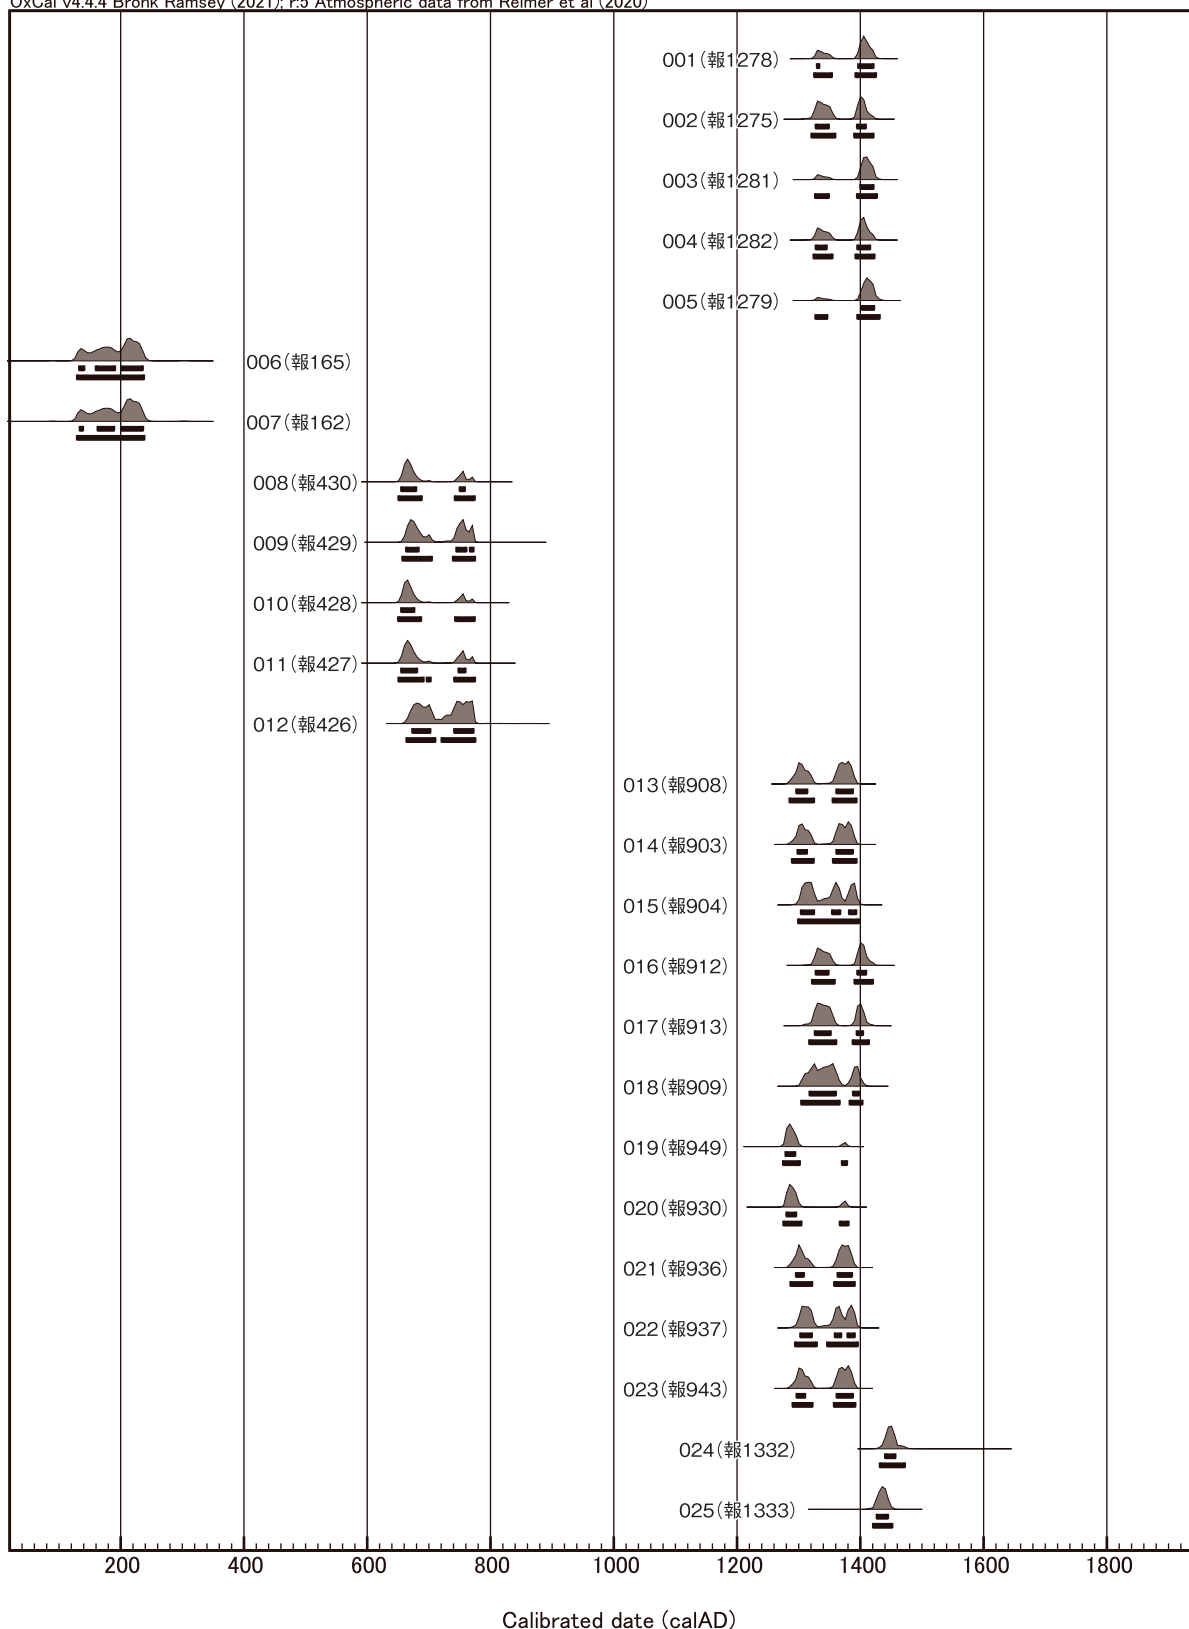 OxCal v4.4.4 Bronk Ramsey (2021); r:5 Atmospheric data from Reimer et al (2020)
001(報1278)
002(報1275)
003(報1281)
004(報1282)
005(報1279)
006(報165)
007(報162)
008(報430)
009(報429)
010(報428)
011(報427)
012(報426)
013(報908)
014(報903)
015(報904)
016(報912)
017(報913)
018(報909)
019(報949)
020(報930)
021(報936)
022(報937)
023(報943)
024(報1332)
025(報1333)
200 400 600 800 1000 1200 1400 1600 1800
Calibrated date (calAD)